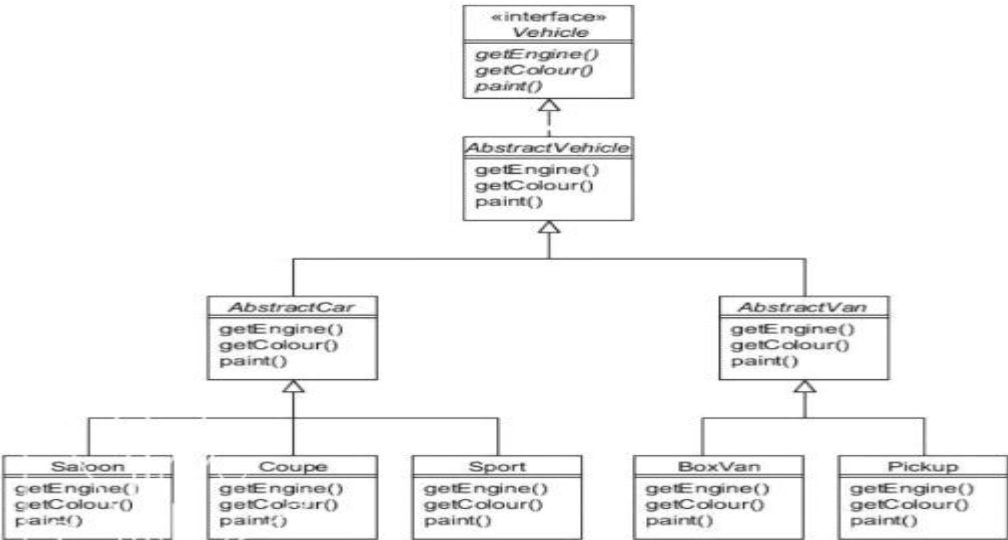 «interface»
Vehicle
getEngine()
getColour()
paint()
AbstractVehicle
getEngine()
getColour()
paint()
AbstractCar
getEngine()
getColour()
paint()
AbstractVan
getEngine()
getColour()
paint()
Saloon
getEngine()
getColour()
paint()
Coupe
getEngine()
getColour()
paint()
Sport
getEngine()
getColour()
paint()
BoxVan
getEngine()
getColour()
paint()
Pickup
getEngine()
getColour()
paint()